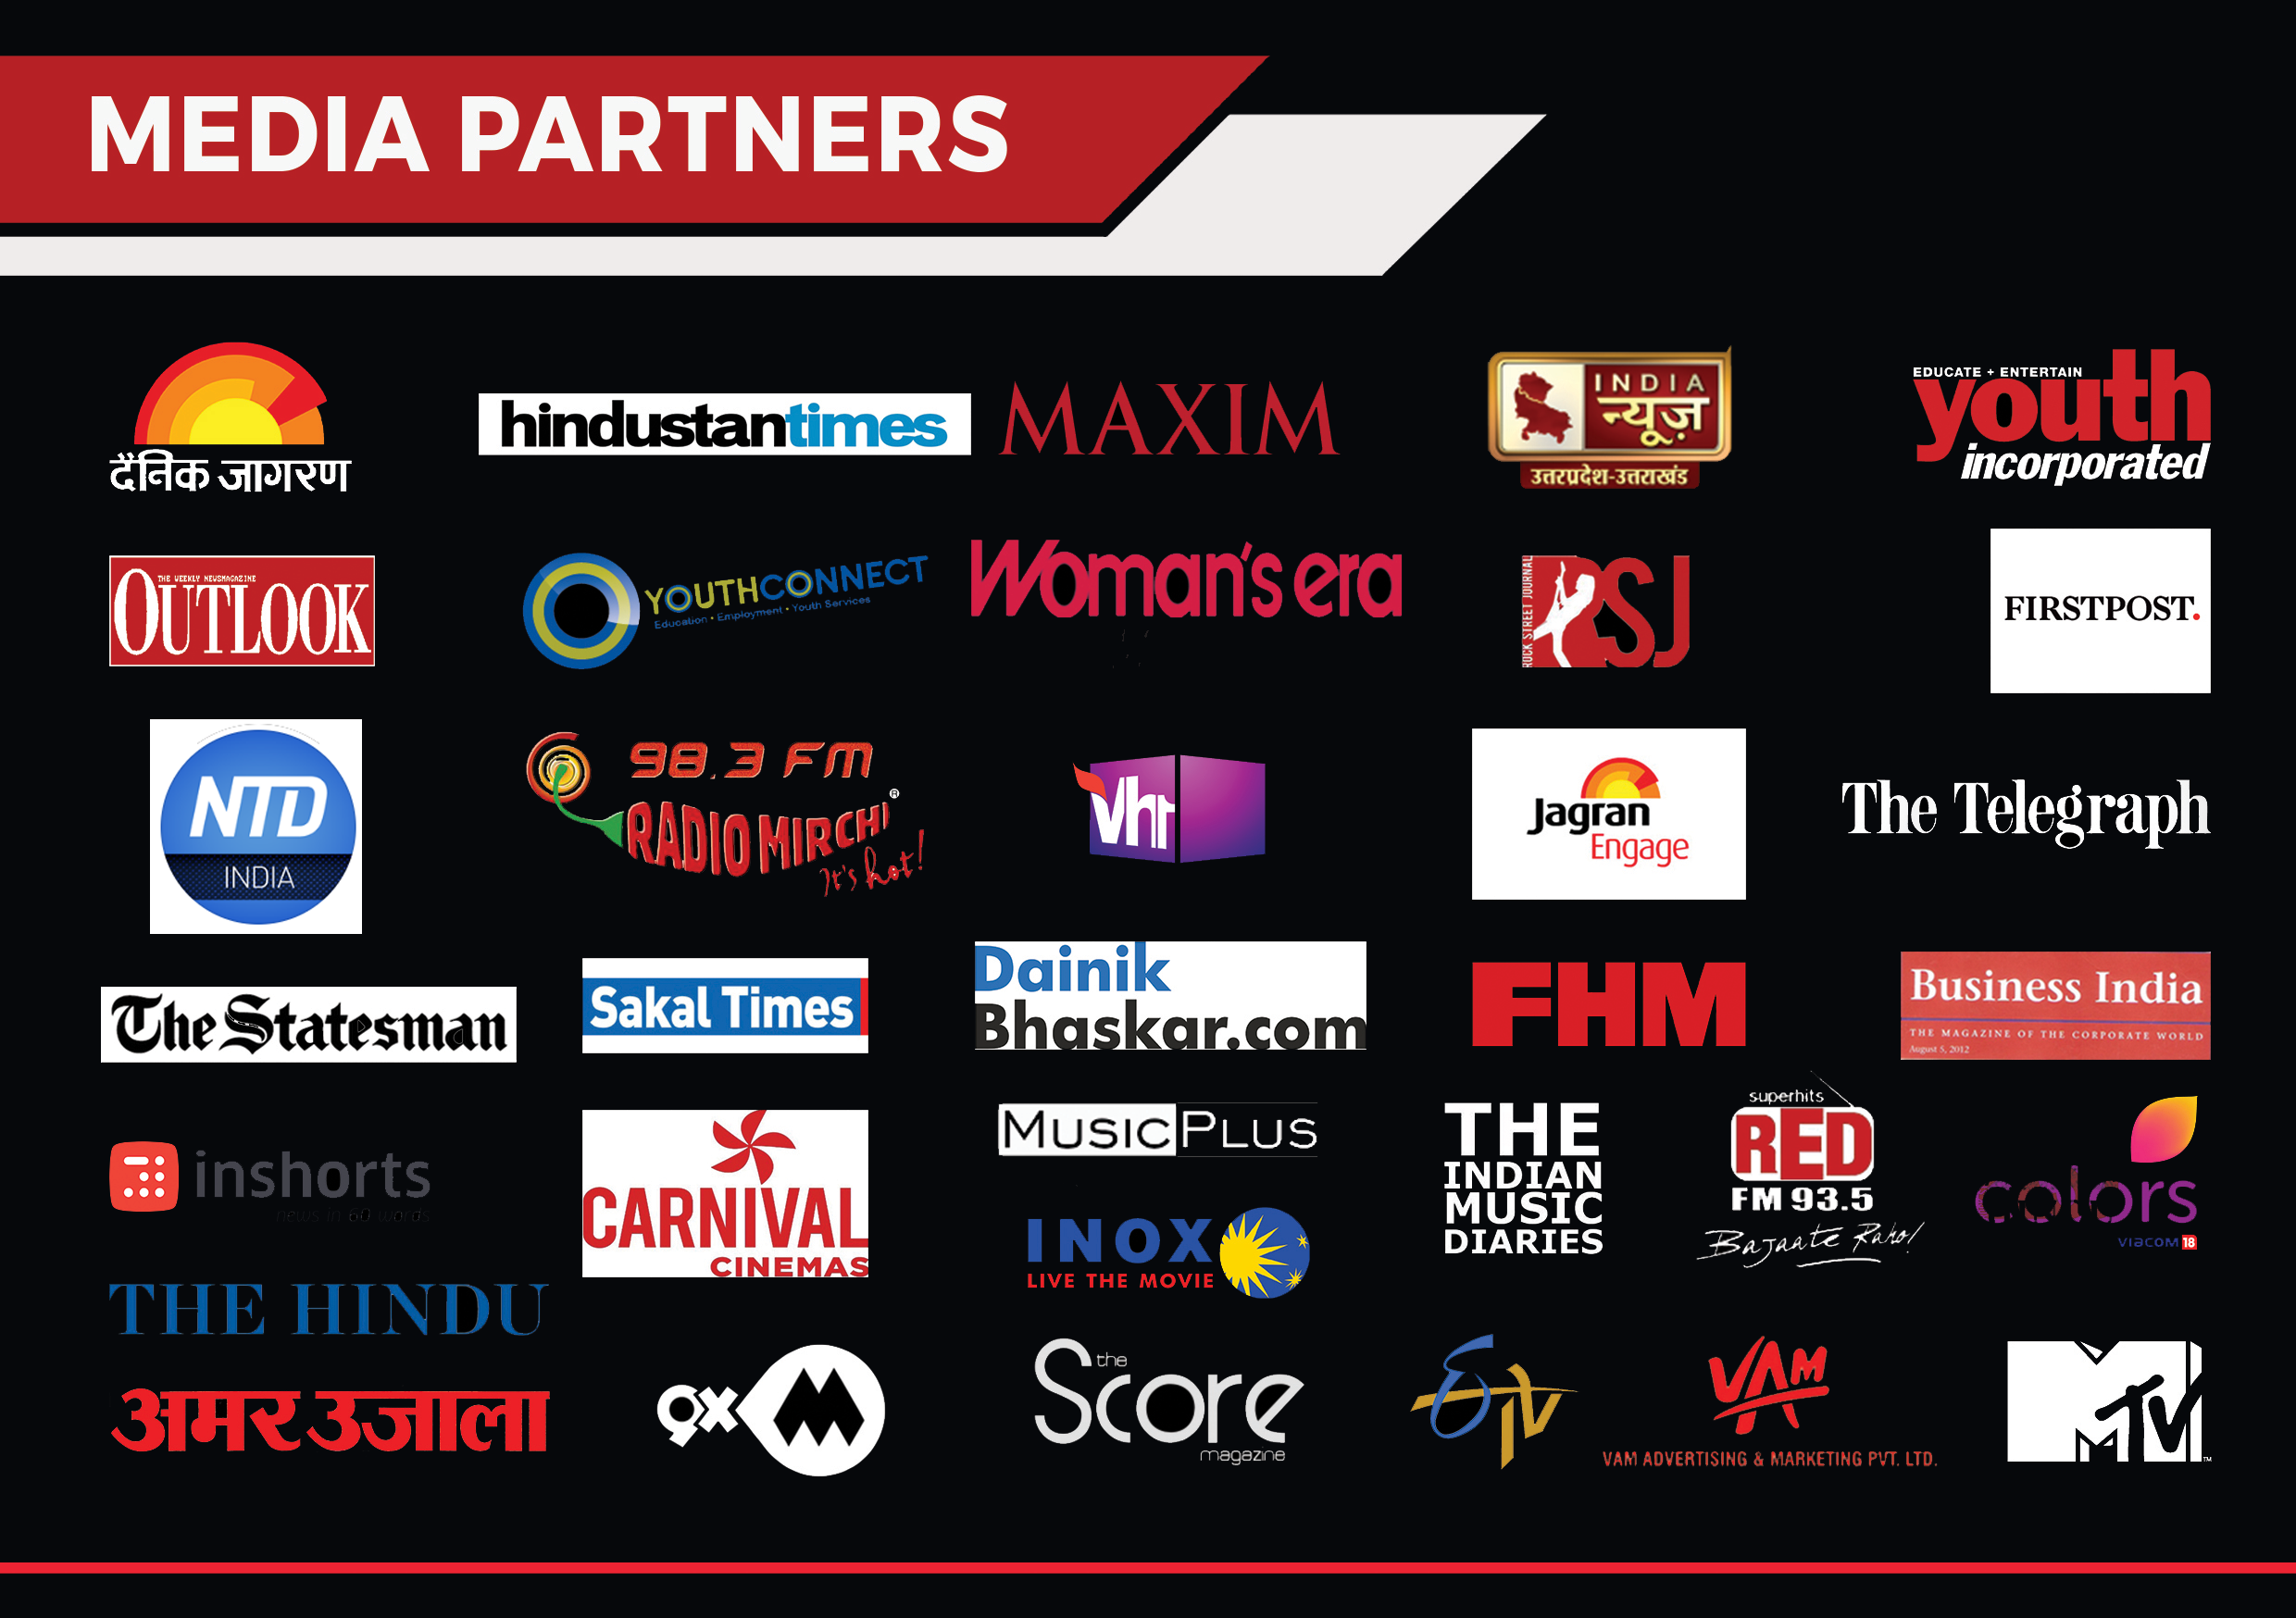 MEDIA PARTNERS
दैनिक जागरण
hindustantimes
MAXIM
INDIA
न्यूज़
उत्तरप्रदेश-उत्तराखंड
EDUCATE + ENTERTAIN
youth
incorporated
THE WEEKLY NEWSMAGAZINE
OUTLOOK
YOUTHCONNECT
Education • Employment • Youth Services
Woman's era
ROCK STREET JOURNAL
RSJ
FIRSTPOST.
NTD
INDIA
98.3 FM
RADIO MIRCHI®
It's hot!
Vh1
Jagran
Engage
The Telegraph
The Statesman
Sakal Times
Dainik
Bhaskar.com
FHM
Business India
THE MAGAZINE OF THE CORPORATE WORLD
August 5, 2012
inshorts
news in 60 words
CARNIVAL
CINEMAS
MUSIC PLUS
INOX
LIVE THE MOVIE
THE
INDIAN
MUSIC
DIARIES
superhits
RED
FM 93.5
Bajaate Raho!
colors
VIACOM 18
THE HINDU
अमर उजाला
9X M
the
Score
magazine
ETV
VAM
VAM ADVERTISING & MARKETING PVT. LTD.
MTV
TM